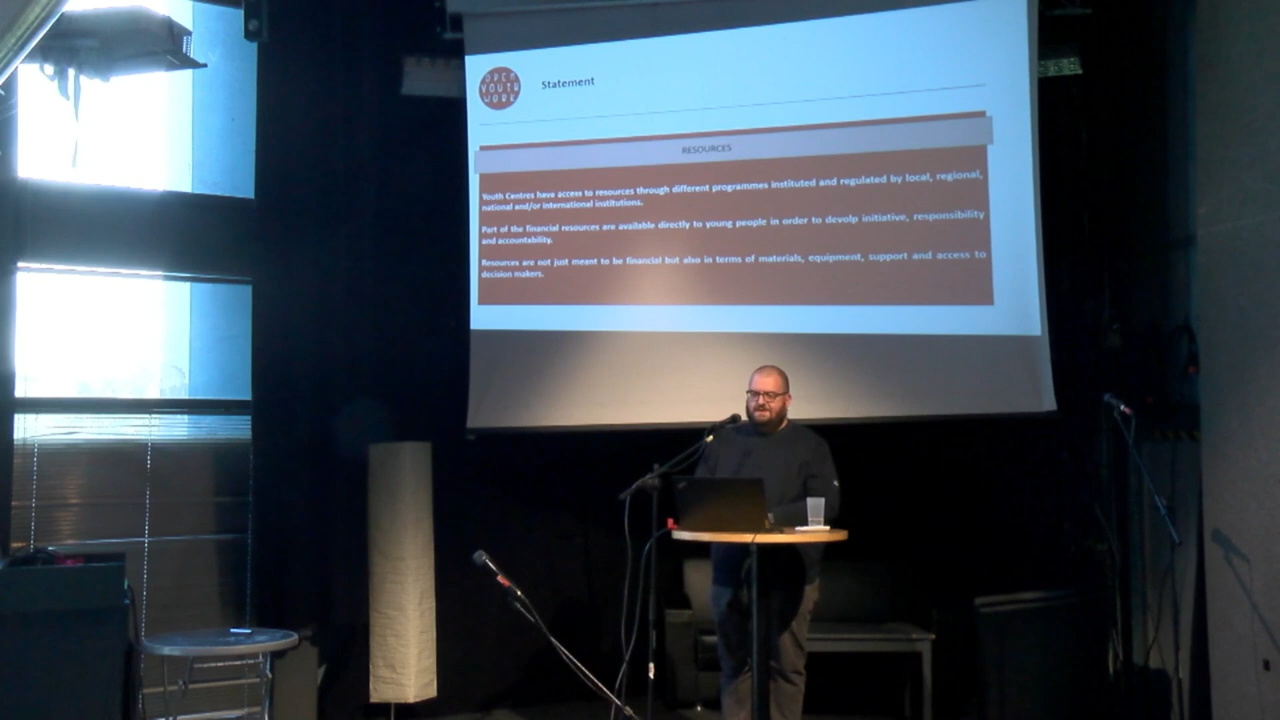 OPEN
YOUTH
WORK
Statement
RESOURCES
Youth Centres have access to resources through different programmes instituted and regulated by local, regional,
national and/or international institutions.
Part of the financial resources are available directly to young people in order to devolp initiative, responsibility
and accountability.
Resources are not just meant to be financial but also in terms of materials, equipment, support and access to
decision makers.